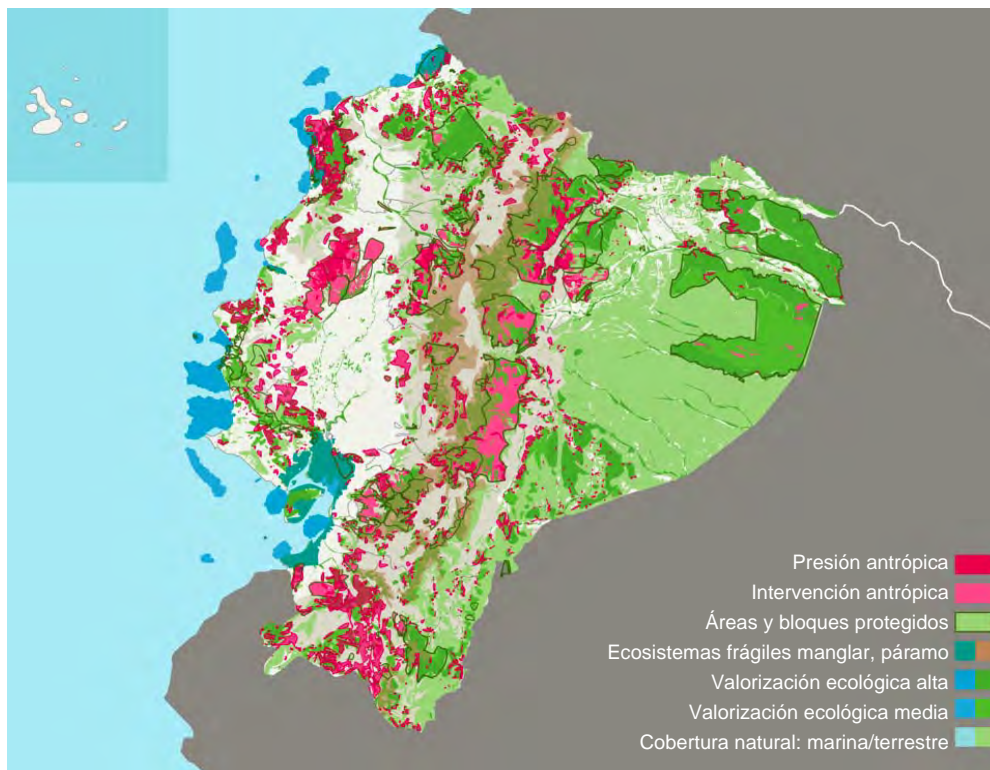 Presión antrópica
Intervención antrópica
Áreas y bloques protegidos
Ecosistemas frágiles manglar, páramo
Valorización ecológica alta
Valorización ecológica media
Cobertura natural: marina/terrestre